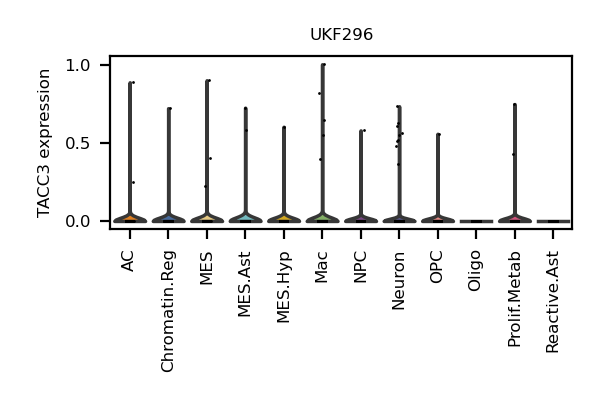 UKF296
TACC3 expression
1.0
0.5
0.0
AC
Chromatin.Reg
MES
MES.Ast
MES.Hyp
Mac
NPC
Neuron
OPC
Oligo
Prolif.Metab
Reactive.Ast